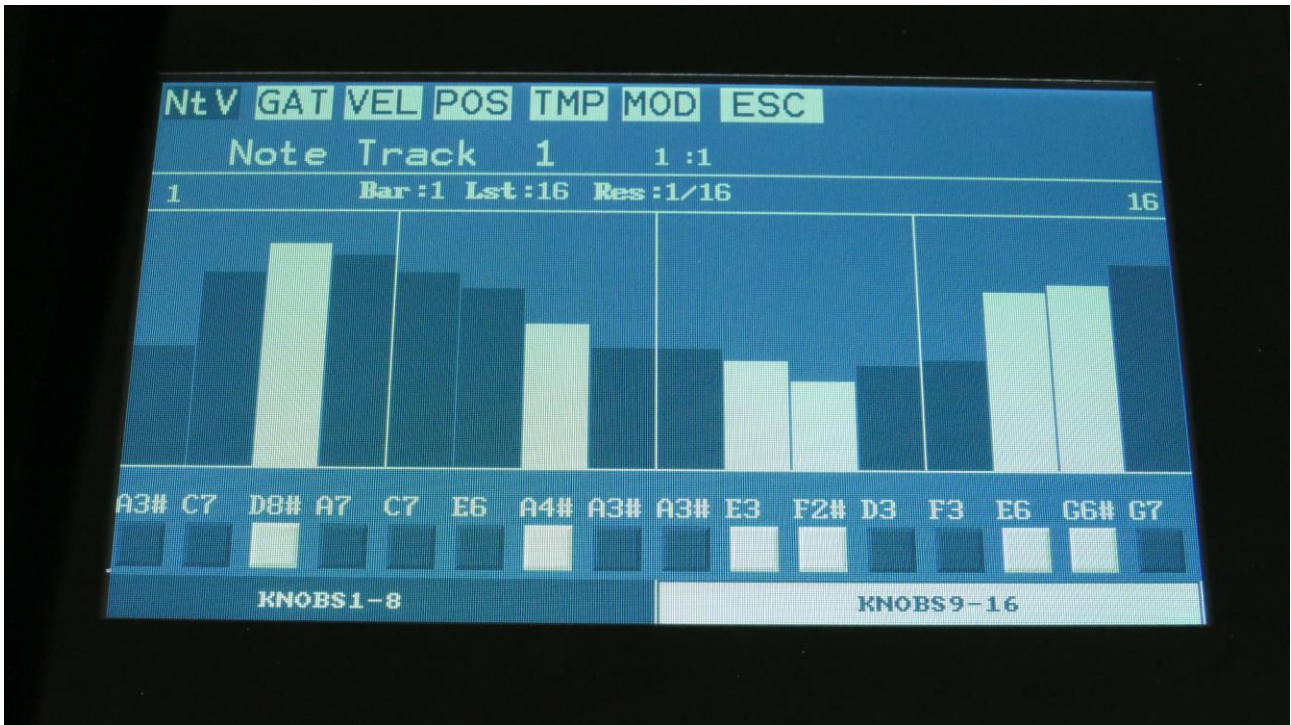 NtV GAT VEL POS TMP MOD ESC
Note Track 1 1 :1
1 Bar:1 Lst:16 Res:1/16 16
A3# C7 D8# A7 C7 E6 A4# A3# A3# E3 F2# D3 F3 E6 G6# G7
KNOBS1-8 KNOBS9-16